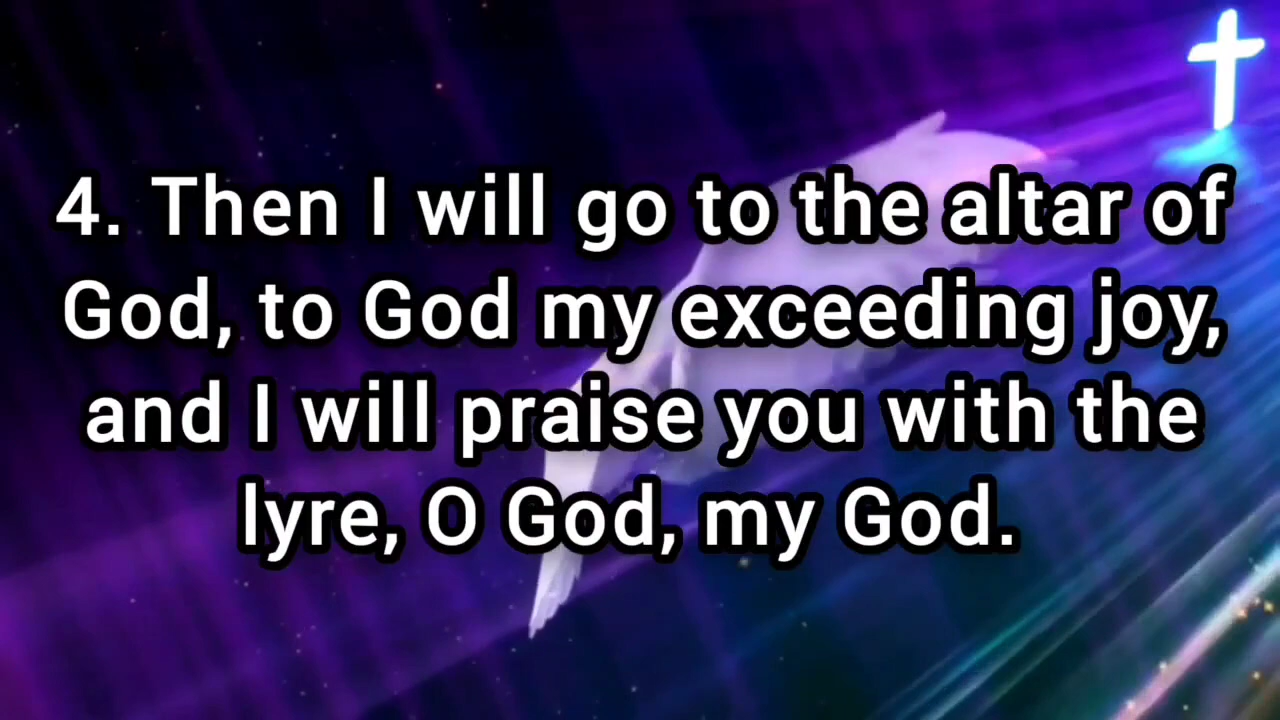 4. Then I will go to the altar of
God, to God my exceeding joy,
and I will praise you with the
lyre, O God, my God.